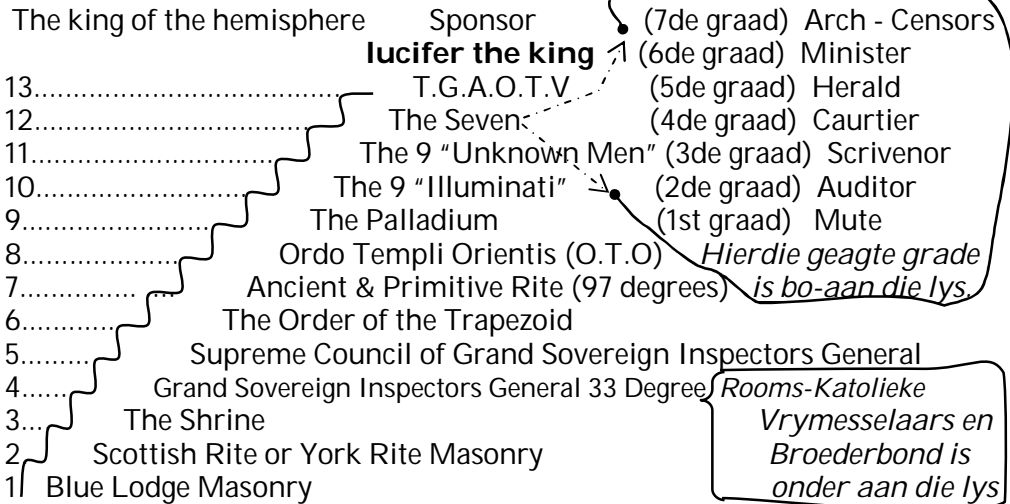 The king of the hemisphere Sponsor (7de graad) Arch - Censors
lucifer the king (6de graad) Minister
13 T.G.A.O.T.V (5de graad) Herald
12 The Seven (4de graad) Caurtier
11 The 9 “Unknown Men” (3de graad) Scrivenor
10 The 9 “Illuminati” (2de graad) Auditor
9 The Palladium (1st graad) Mute
8 Ordo Templi Orientis (O.T.O) Hierdie geagte grade
7 Ancient & Primitive Rite (97 degrees) is bo-aan die lys.
6 The Order of the Trapezoid
5 Supreme Council of Grand Sovereign Inspectors General
4 Grand Sovereign Inspectors General 33 Degree Rooms-Katolieke
3 The Shrine Vrymesselaars en
2 Scottish Rite or York Rite Masonry Broederbond is
1 Blue Lodge Masonry onder aan die lys